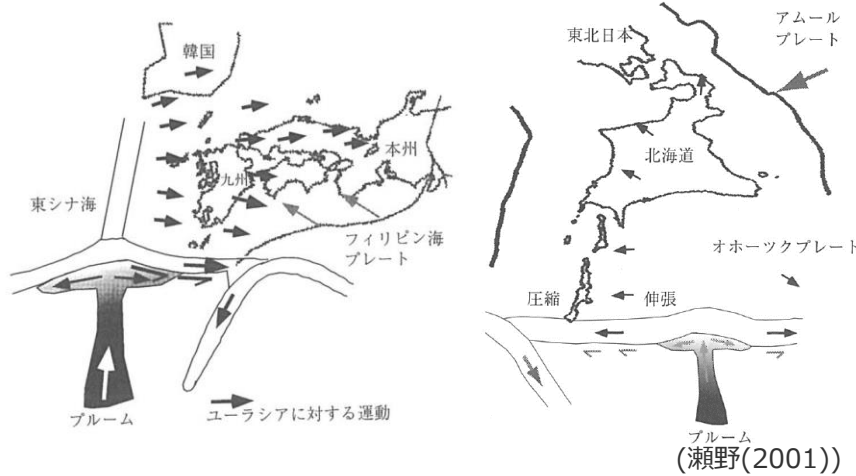 韓国
本州
九州
東シナ海
フィリピン海
プレート
プルーム
ユーラシアに対する運動
アムール
プレート
東北日本
北海道
オホーツクプレート
圧縮
伸張
プルーム
(瀬野(2001))